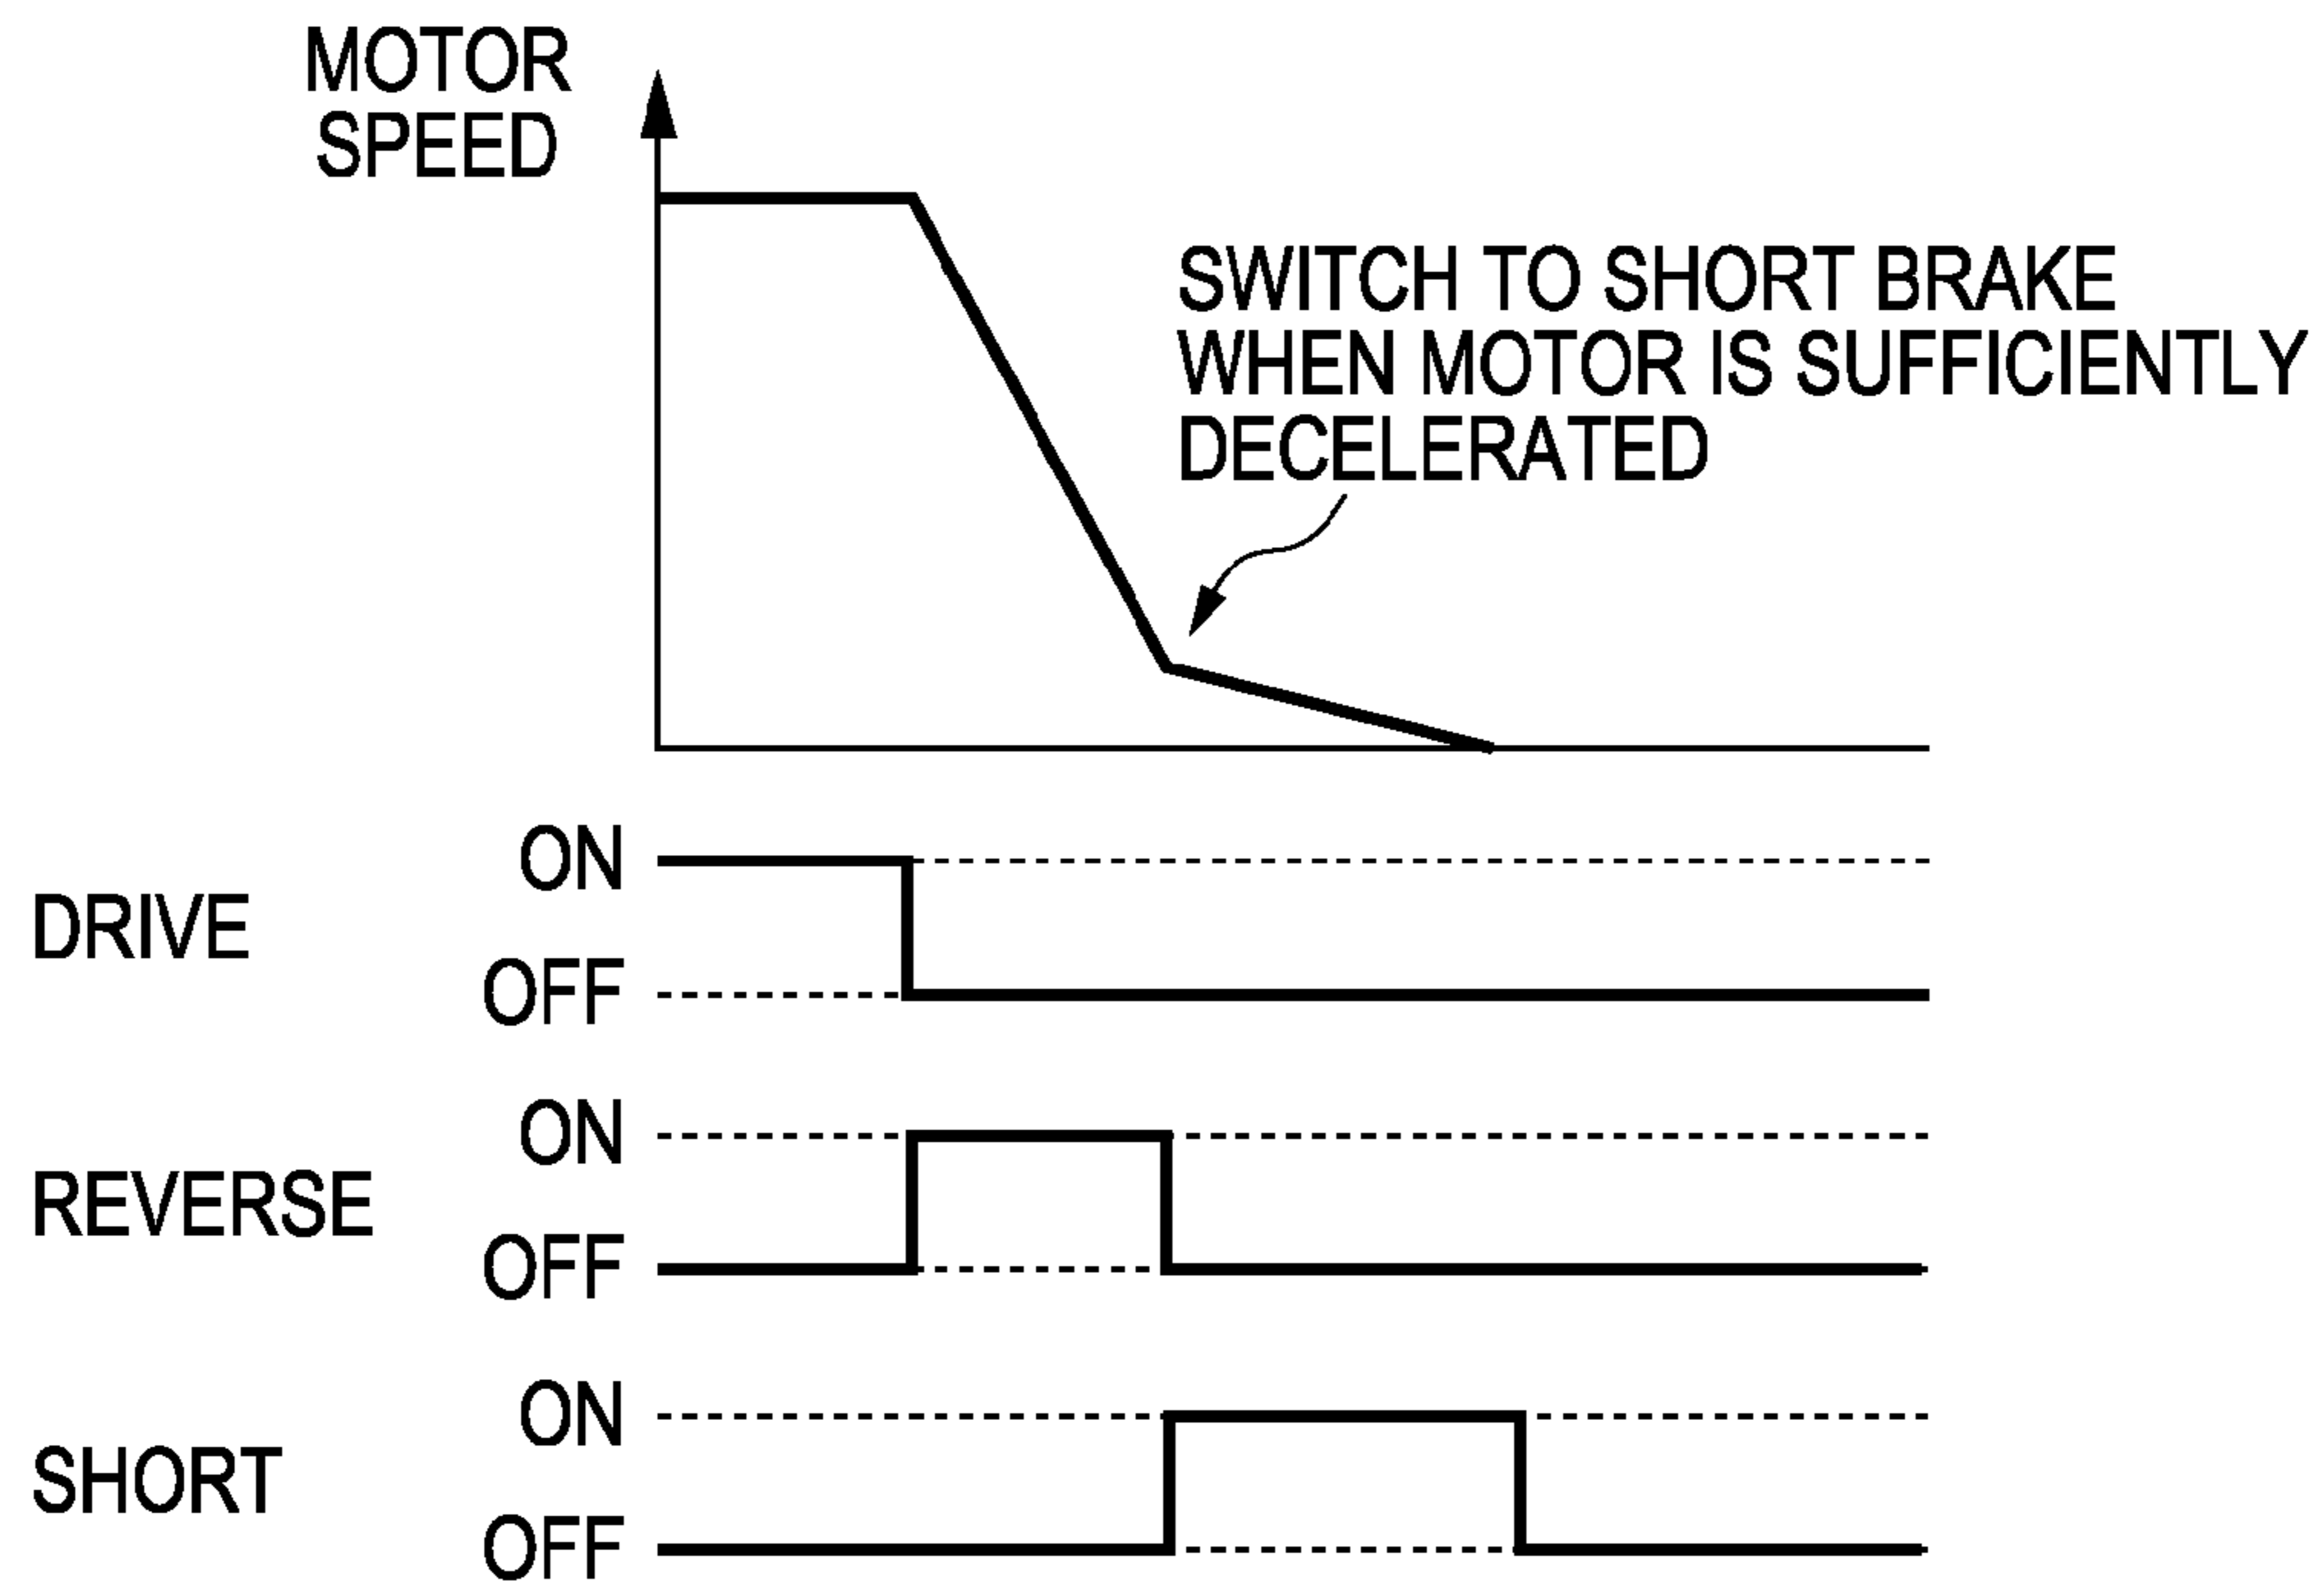 MOTOR
SPEED
SWITCH TO SHORT BRAKE
WHEN MOTOR IS SUFFICIENTLY
DECELERATED
ON
DRIVE
OFF
ON
REVERSE
OFF
ON
SHORT
OFF